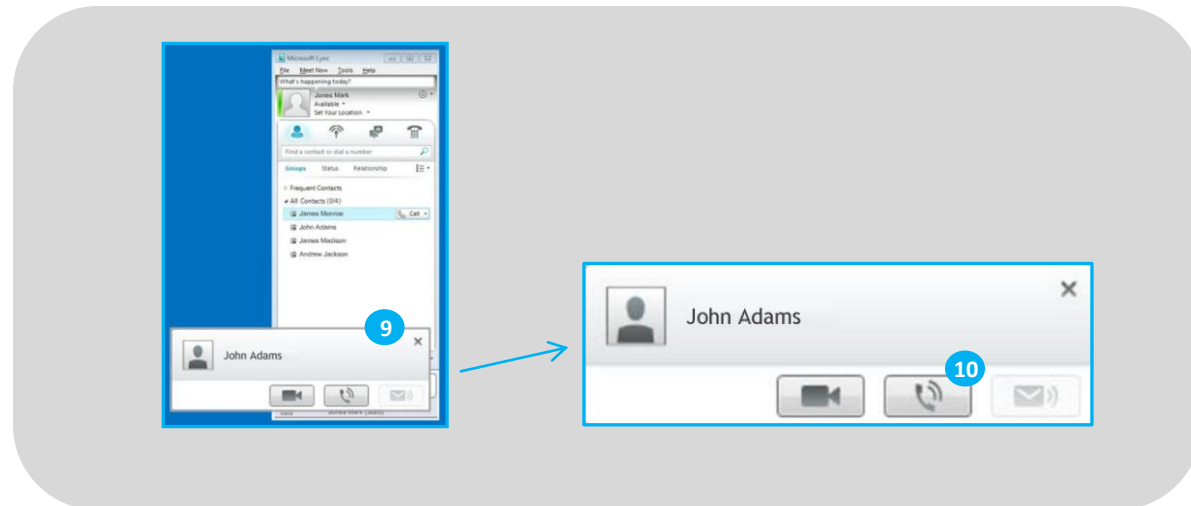 Microsoft Lync
File Meet Now Tools Help
What's happening today?
Jones Mark
Available
Set Your Location
Find a contact or dial a number
Groups Status Relationship
Frequent Contacts
All Contacts (0/4)
James Monroe Call
John Adams
James Madison
Andrew Jackson
9
John Adams
Jones Mark
John Adams
10